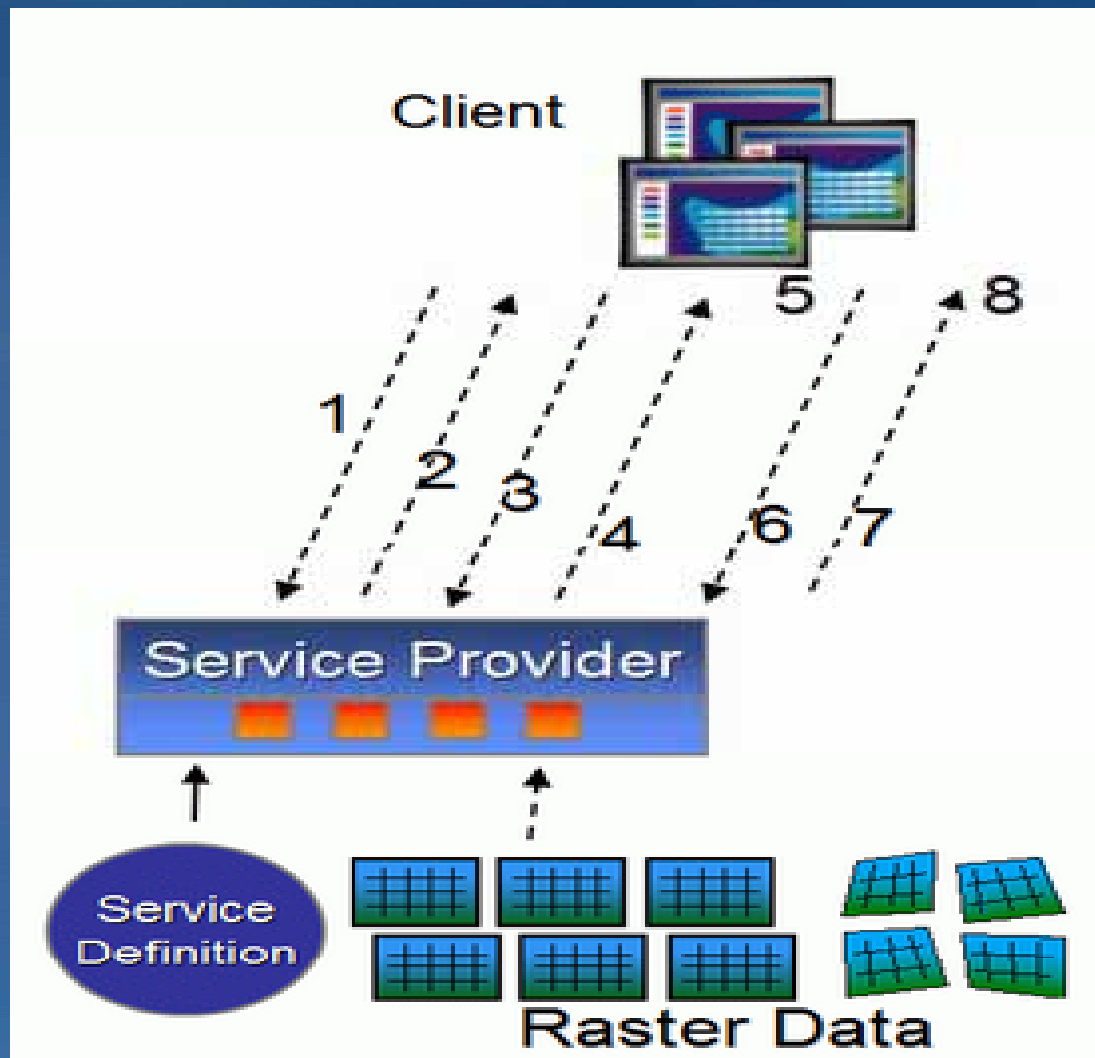 Client
5
8
1
2
3
4
6
7
Service Provider
Service
Definition
Raster Data